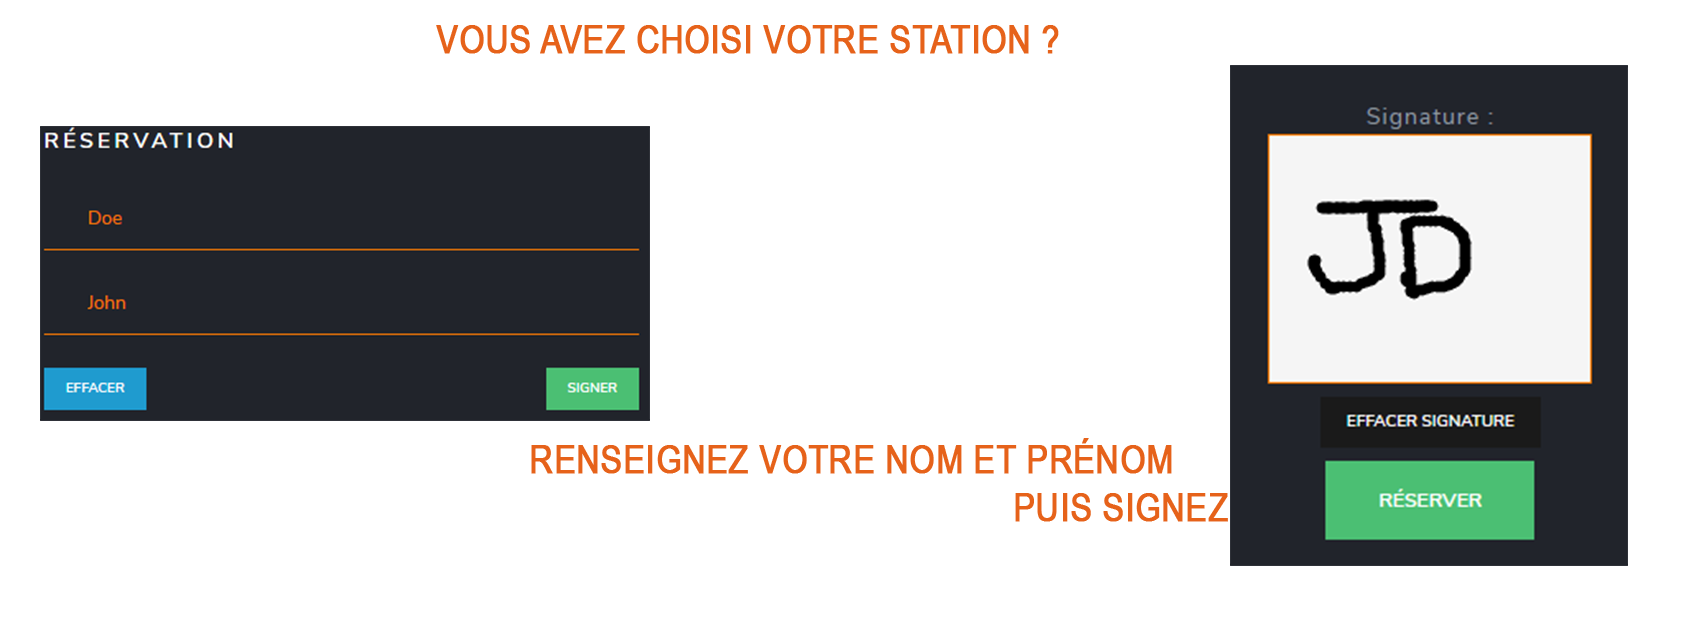 VOUS AVEZ CHOISI VOTRE STATION ?
RÉSERVATION
Doe
John
EFFACER
SIGNER
RENSEIGNEZ VOTRE NOM ET PRÉNOM
PUIS SIGNEZ
Signature :
JD
EFFACER SIGNATURE
RÉSERVER